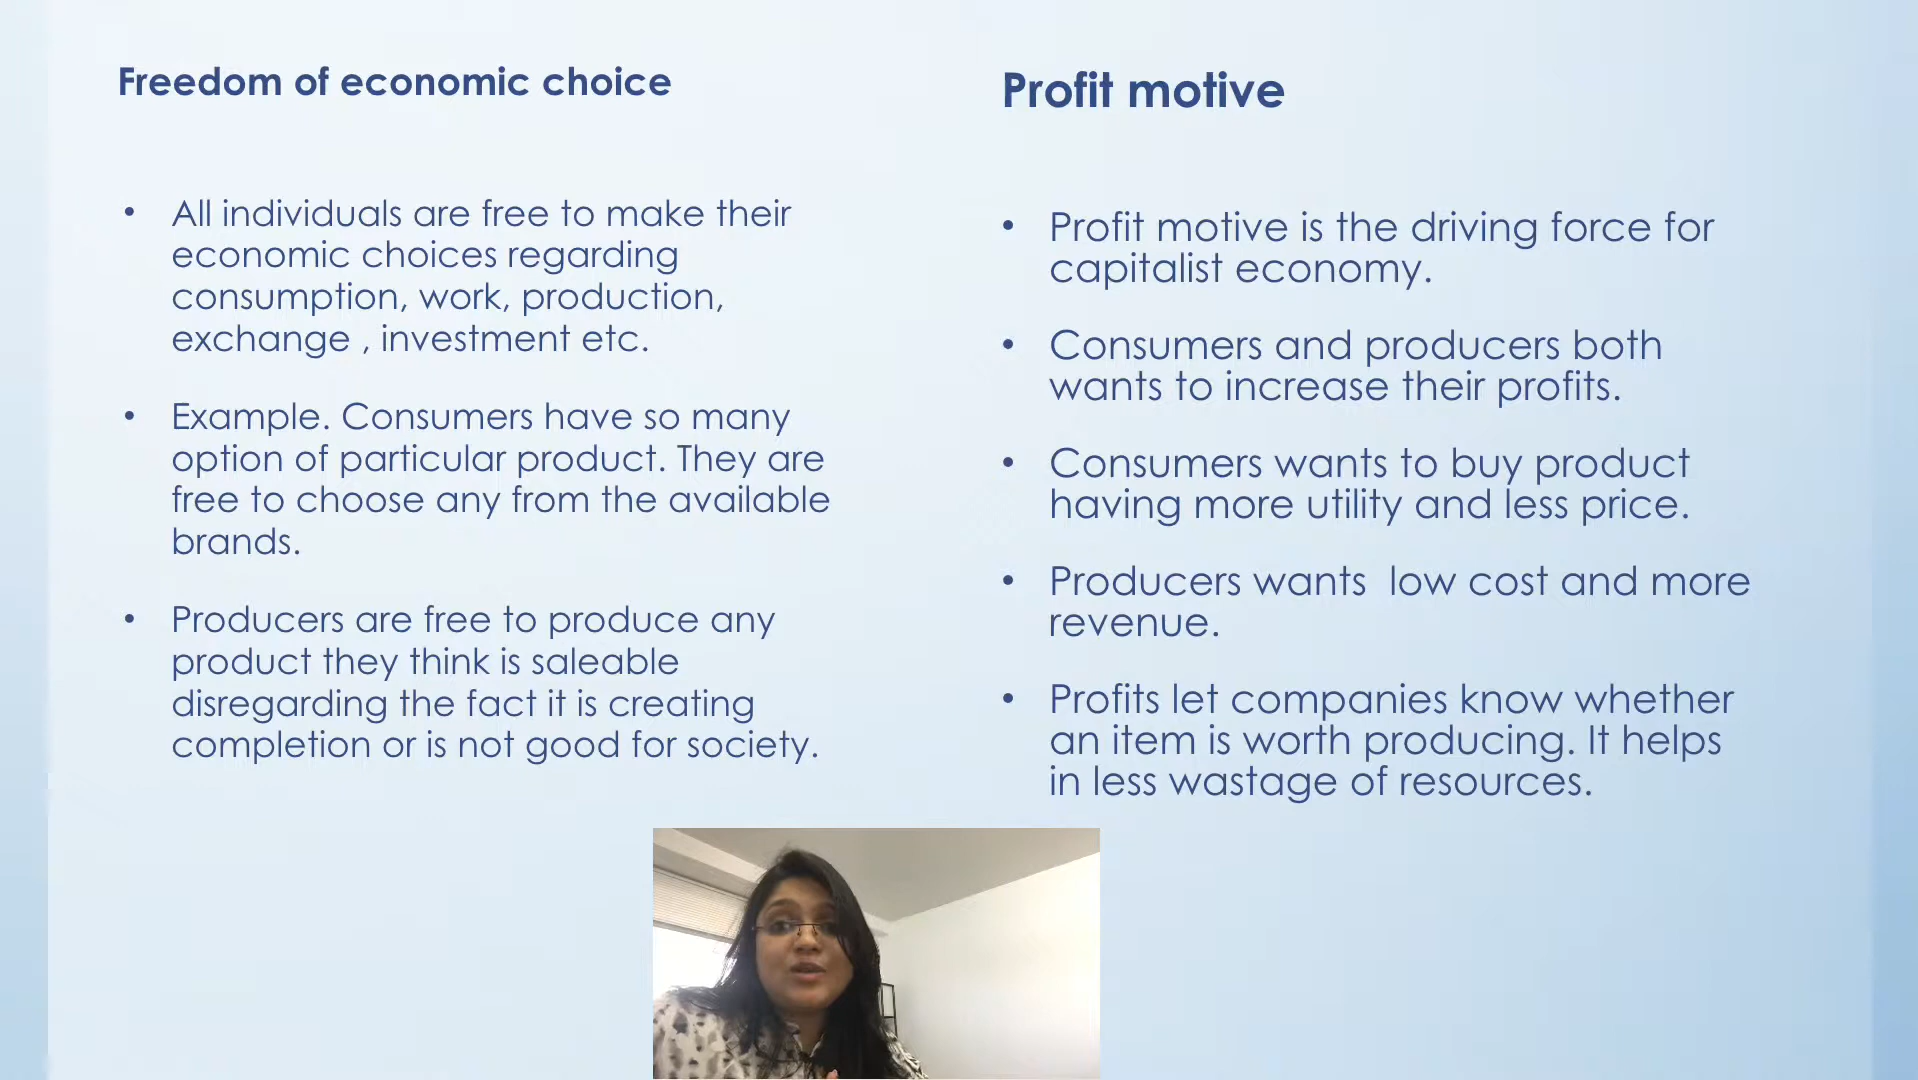 Freedom of economic choice
• All individuals are free to make their
economic choices regarding
consumption, work, production,
exchange , investment etc.
• Example. Consumers have so many
option of particular product. They are
free to choose any from the available
brands.
• Producers are free to produce any
product they think is saleable
disregarding the fact it is creating
completion or is not good for society.
Profit motive
• Profit motive is the driving force for
capitalist economy.
• Consumers and producers both
wants to increase their profits.
• Consumers wants to buy product
having more utility and less price.
• Producers wants  low cost and more
revenue.
• Profits let companies know whether
an item is worth producing. It helps
in less wastage of resources.